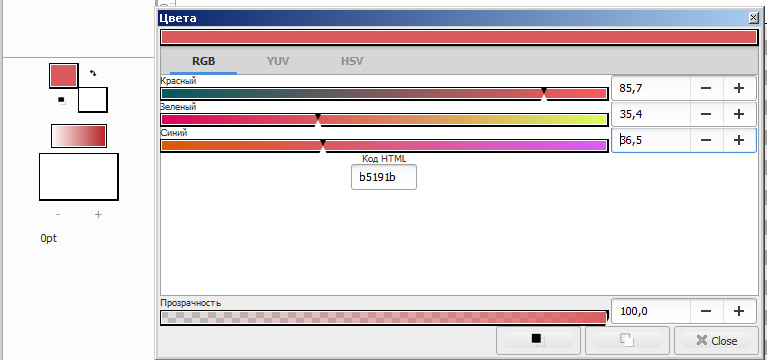 Цвета
RGB YUV HSV
Красный
85,7 − +
Зеленый
35,4 − +
Синий
36,5 − +
Код HTML
b5191b
- +
0pt
Прозрачность
100,0 − +
Close